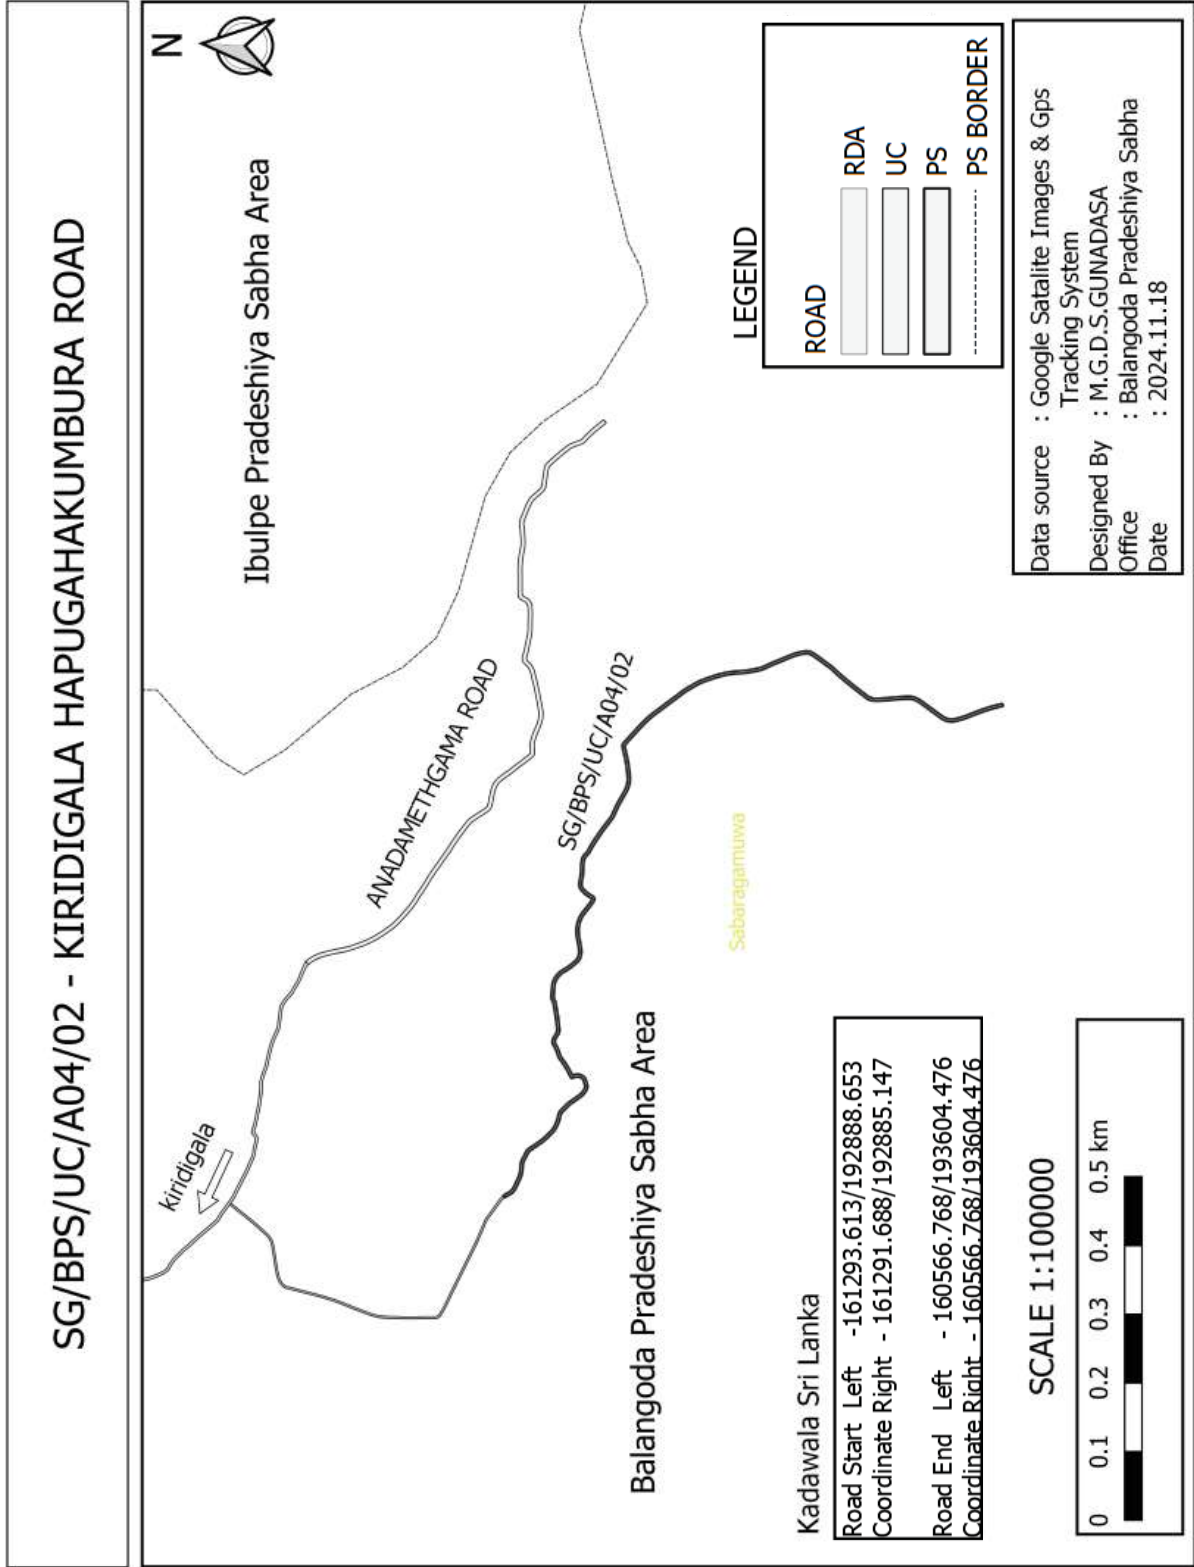 SG/BPS/UC/A04/02 - KIRIDIGALA HAPUGAHAKUMBURA ROAD
N
Ibulpe Pradeshiya Sabha Area
kiridigala
ANADAMETHGAMA ROAD
SG/BPS/UC/A04/02
Sabaragamuwa
Balangoda Pradeshiya Sabha Area
LEGEND
ROAD
RDA
UC
PS
PS BORDER
Kadawala Sri Lanka
Road Start Left -161293.613/192888.653
Coordinate Right - 161291.688/192885.147
Road End Left - 160566.768/193604.476
Coordinate Right - 160566.768/193604.476
SCALE 1:100000
0 0.1 0.2 0.3 0.4 0.5 km
Data source : Google Satalite Images & Gps
Tracking System
Designed By : M.G.D.S.GUNADASA
Office : Balangoda Pradeshiya Sabha
Date : 2024.11.18